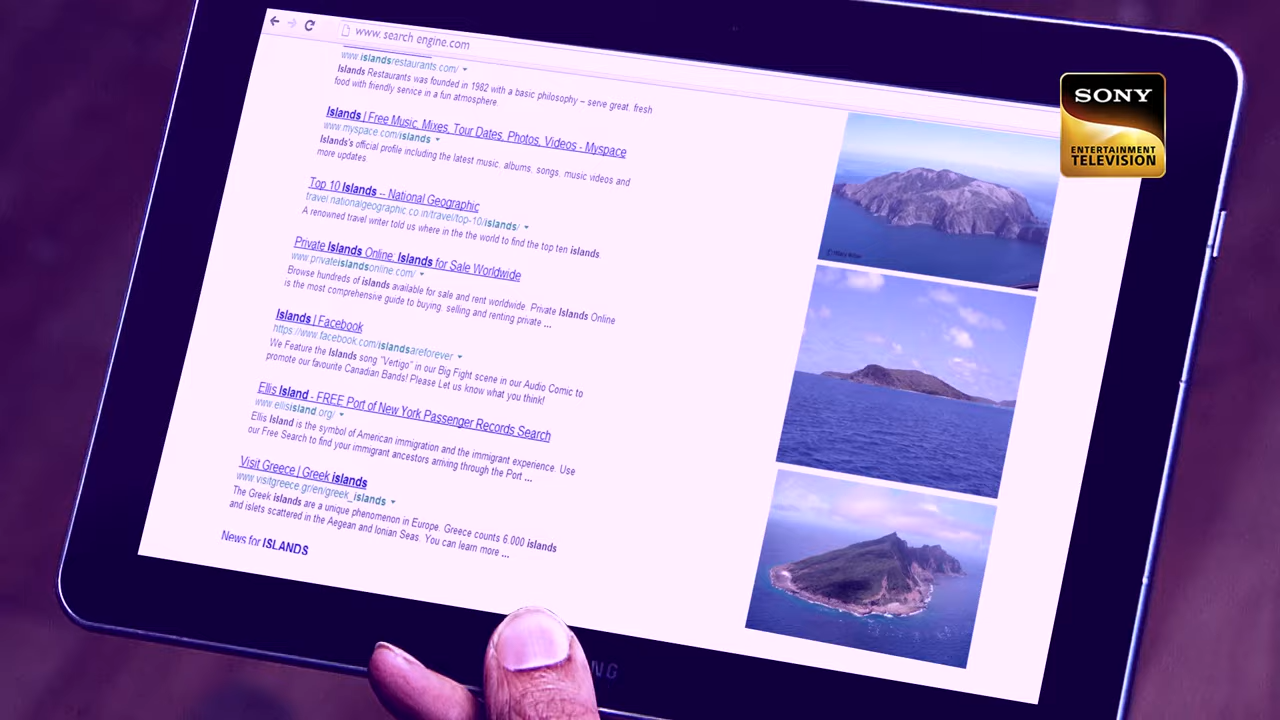 www. search engine.com
www.islandsrestaurants.com/
Islands Restaurants was founded in 1982 with a basic philosophy – serve great, fresh
food with friendly service in a fun atmosphere
Islands | Free Music, Mixes, Tour Dates, Photos, Videos - Myspace
www.myspace.com/islands
Islands's official profile including the latest music, albums, songs, music videos and
more updates
Top 10 Islands -- National Geographic
travel.nationalgeographic.co.in/travel/top-10/islands/
A renowned travel writer told us where in the the world to find the top ten islands
Private Islands Online: Islands for Sale Worldwide
www.privateislandsonline.com/
Browse hundreds of islands available for sale and rent worldwide. Private Islands Online
is the most comprehensive guide to buying, selling and renting private ...
Islands | Facebook
https://www.facebook.com/islandsareforever
We Feature the Islands song "Vertigo" in our Big Fight scene in our Audio Comic to
promote our favourite Canadian Bands! Please Let us know what you think!
Ellis Island - FREE Port of New York Passenger Records Search
www.ellisisland.org/
Ellis Island is the symbol of American immigration and the immigrant experience. Use
our Free Search to find your immigrant ancestors arriving through the Port ...
Visit Greece | Greek islands
www.visitgreece.gr/en/greek_islands
The Greek islands are a unique phenomenon in Europe. Greece counts 6.000 islands
and islets scattered in the Aegean and Ionian Seas. You can learn more ...
News for ISLANDS
SONY
ENTERTAINMENT
TELEVISION